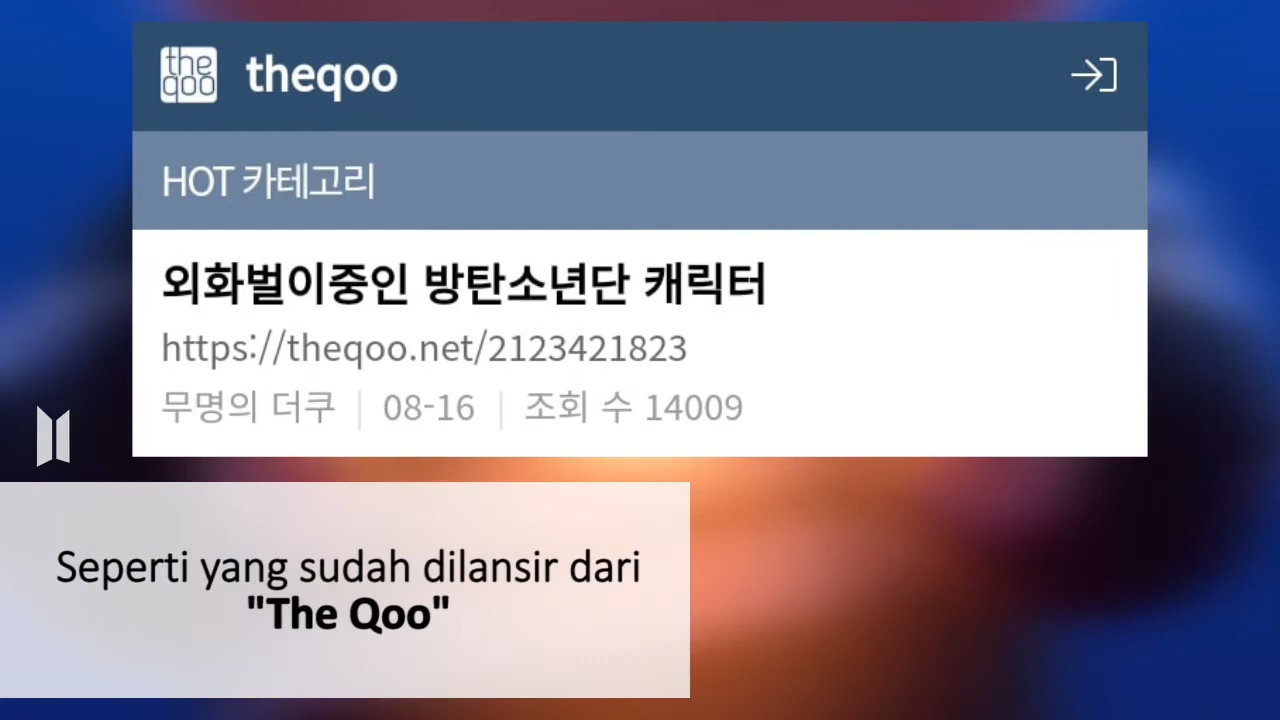 the
qoo
theqoo
HOT 카테고리
외화벌이중인 방탄소년단 캐릭터
https://theqoo.net/2123421823
무명의 더쿠 | 08-16 | 조회 수 14009
Seperti yang sudah dilansir dari
"The Qoo"